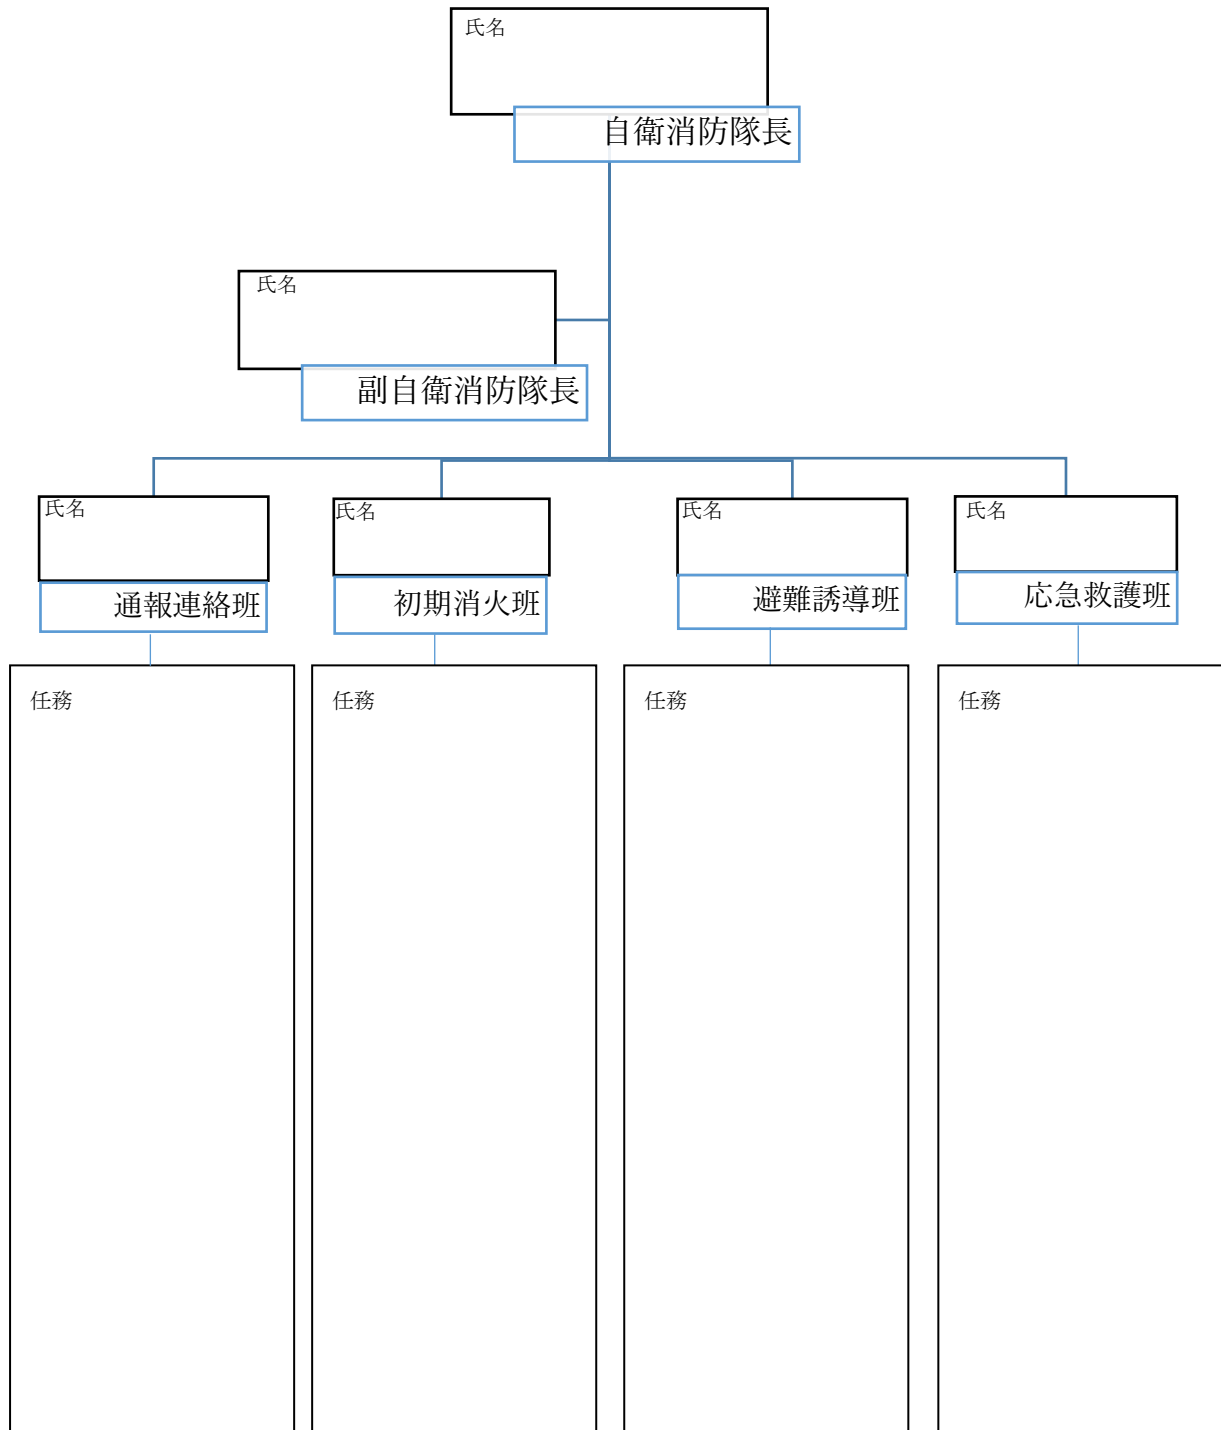 氏名
自衛消防隊長
氏名
副自衛消防隊長
氏名
氏名
氏名
氏名
通報連絡班
初期消火班
避難誘導班
応急救護班
任務
任務
任務
任務